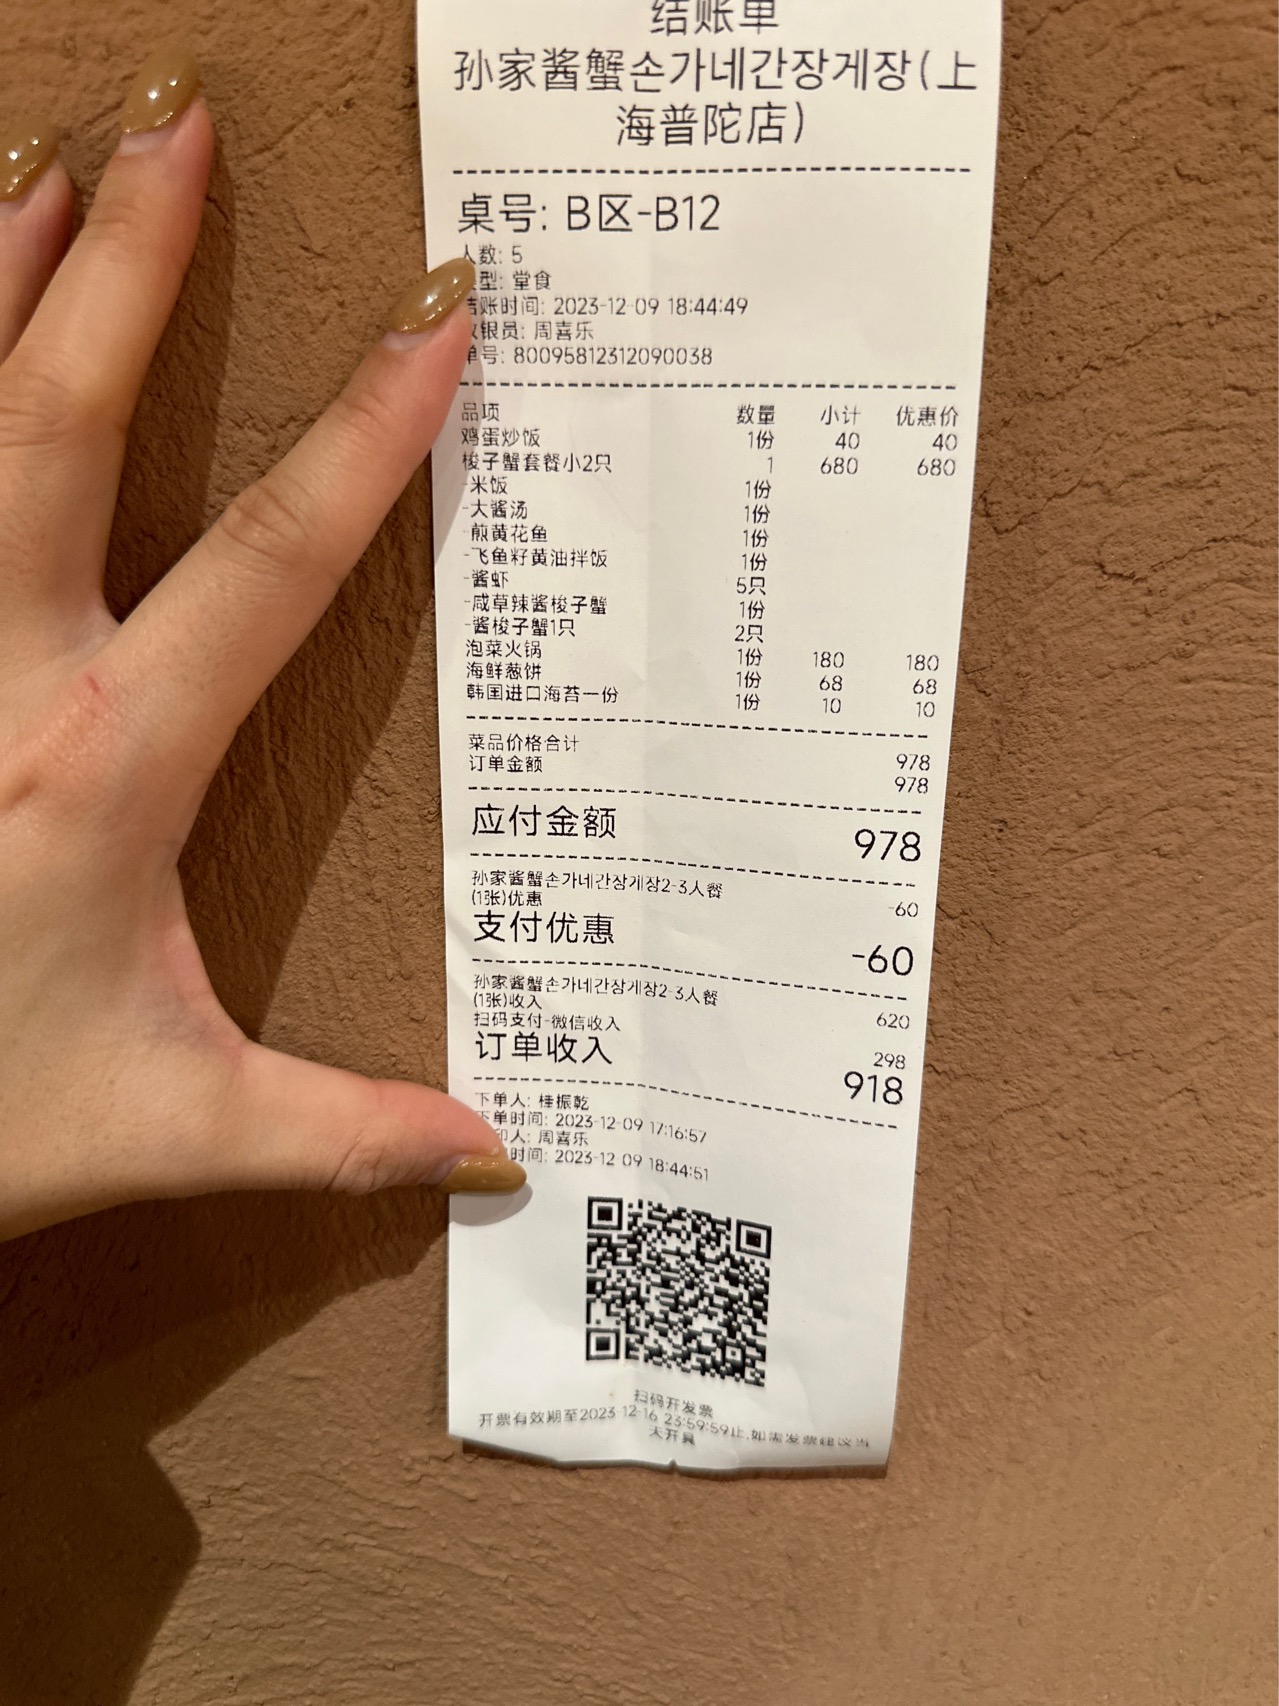 结账单
孙家酱蟹손가네간장게장(上
海普陀店)
桌号: B区-B12
人数: 5
型: 堂食
结账时间: 2023-12-09 18:44:49
银员: 周喜乐
单号: 80095812312090038
品项 数量 小计 优惠价
鸡蛋炒饭 1份 40 40
梭子蟹套餐小2只 1 680 680
-米饭 1份
-大酱汤 1份
-煎黄花鱼 1份
-飞鱼籽黄油拌饭 1份
-酱虾 5只
-咸草辣酱梭子蟹 1份
-酱梭子蟹1只 2只
泡菜火锅 1份 180 180
海鲜葱饼 1份 68 68
韩国进口海苔一份 1份 10 10
菜品价格合计 978
订单金额 978
应付金额 978
孙家酱蟹손가네간장게장2-3人餐
(1张)优惠 -60
支付优惠 -60
孙家酱蟹손가네간장게장2-3人餐
(1张)收入 620
扫码支付-微信收入 298
订单收入 918
下单人: 桂振乾
下单时间: 2023-12-09 17:16:57
印人: 周喜乐
时间: 2023-12-09 18:44:51
扫码开发票
开票有效期至2023-12-16 23:59:59止,如需发票建议当
天开具